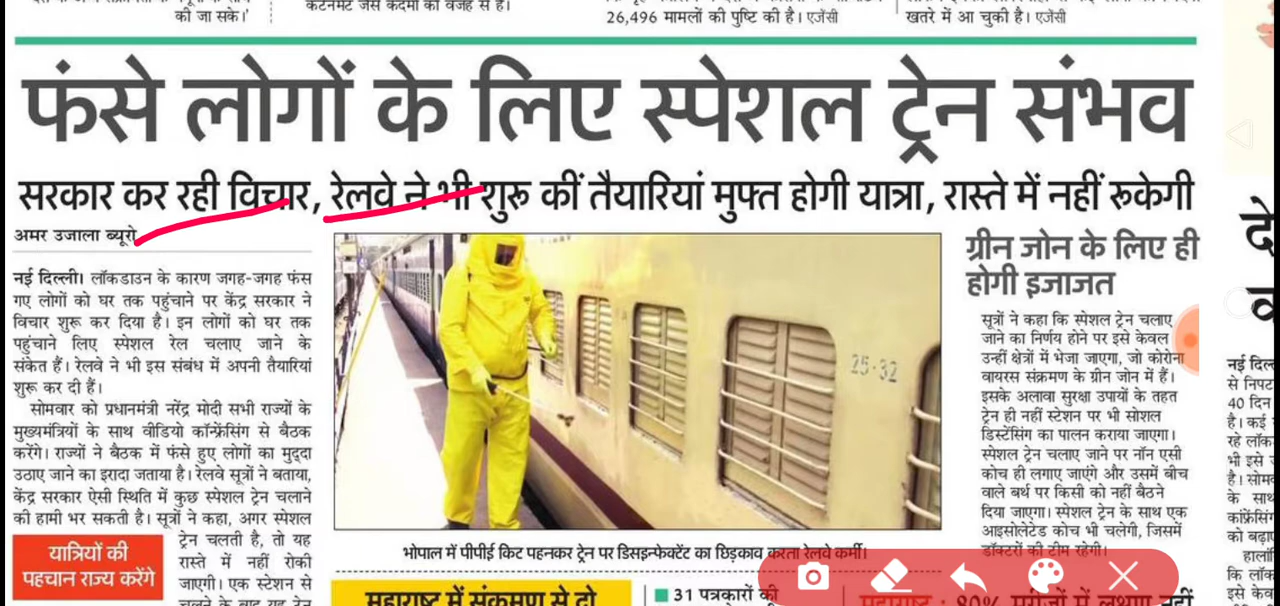 की जा सके।'
26,496 मामलों की पुष्टि की है। एजेंसी
खतरे में आ चुकी है। एजेंसी
फंसे लोगों के लिए स्पेशल ट्रेन संभव
सरकार कर रही विचार, रेलवे ने भी शुरू कीं तैयारियां मुफ्त होगी यात्रा, रास्ते में नहीं रूकेगी
अमर उजाला ब्यूरो
नई दिल्ली। लॉकडाउन के कारण जगह-जगह फंस
गए लोगों को घर तक पहुंचाने पर केंद्र सरकार ने
विचार शुरू कर दिया है। इन लोगों को घर तक
पहुंचाने लिए स्पेशल रेल चलाए जाने के
संकेत हैं। रेलवे ने भी इस संबंध में अपनी तैयारियां
शुरू कर दी हैं।
सोमवार को प्रधानमंत्री नरेंद्र मोदी सभी राज्यों के
मुख्यमंत्रियों के साथ वीडियो कॉन्फ्रेंसिंग से बैठक
करेंगे। राज्यों ने बैठक में फंसे हुए लोगों का मुद्दा
उठाए जाने का इरादा जताया है। रेलवे सूत्रों ने बताया,
केंद्र सरकार ऐसी स्थिति में कुछ स्पेशल ट्रेन चलाने
की हामी भर सकती है। सूत्रों ने कहा, अगर स्पेशल
ट्रेन चलती है, तो यह
रास्ते में नहीं रोकी
जाएगी। एक स्टेशन से
यात्रियों की
पहचान राज्य करेंगे
25-32
भोपाल में पीपीई किट पहनकर ट्रेन पर डिसइन्फेक्टेंट का छिड़काव करता रेलवे कर्मी।
ग्रीन जोन के लिए ही
होगी इजाजत
सूत्रों ने कहा कि स्पेशल ट्रेन चलाए
जाने का निर्णय होने पर इसे केवल
उन्हीं क्षेत्रों में भेजा जाएगा, जो कोरोना
वायरस संक्रमण के ग्रीन जोन में हैं।
इसके अलावा सुरक्षा उपायों के तहत
ट्रेन ही नहीं स्टेशन पर भी सोशल
डिस्टेंसिंग का पालन कराया जाएगा।
स्पेशल ट्रेन चलाए जाने पर नॉन एसी
कोच ही लगाए जाएंगे और उसमें बीच
वाले बर्थ पर किसी को नहीं बैठने
दिया जाएगा। स्पेशल ट्रेन के साथ एक
आइसोलेटेड कोच भी चलेगी, जिसमें
डॉक्टरों की टीम रहेगी।
महाराष्ट्र में संक्रमण से दो
31 पत्रकारों की
महाराष्ट्र : 80% मरीजों में लक्षण नहीं
नई दिल्ल
से निपट
40 दिन
है। कई
रहे लॉक
भी इसे
है। सोम
के साथ
कांफ्रेंसिंग
को बढ़ा
हालां
कि लॉक
इसे केव